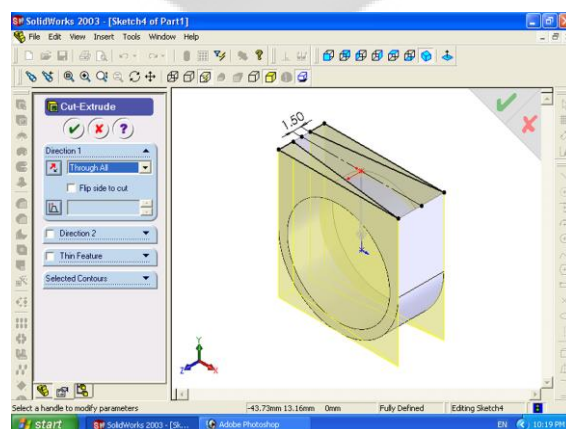 SolidWorks 2003 - [Sketch4 of Part1]
File Edit View Insert Tools Window Help
Cut-Extrude
Direction 1
Through All
Flip side to cut
Direction 2
Thin Feature
Selected Contours
1.50
Y
Z
X
Select a handle to modify parameters
-43.73mm 13.16mm 0mm Fully Defined Editing Sketch4
start SolidWorks 2003 - [Sk... Adobe Photoshop EN 10:19 PM